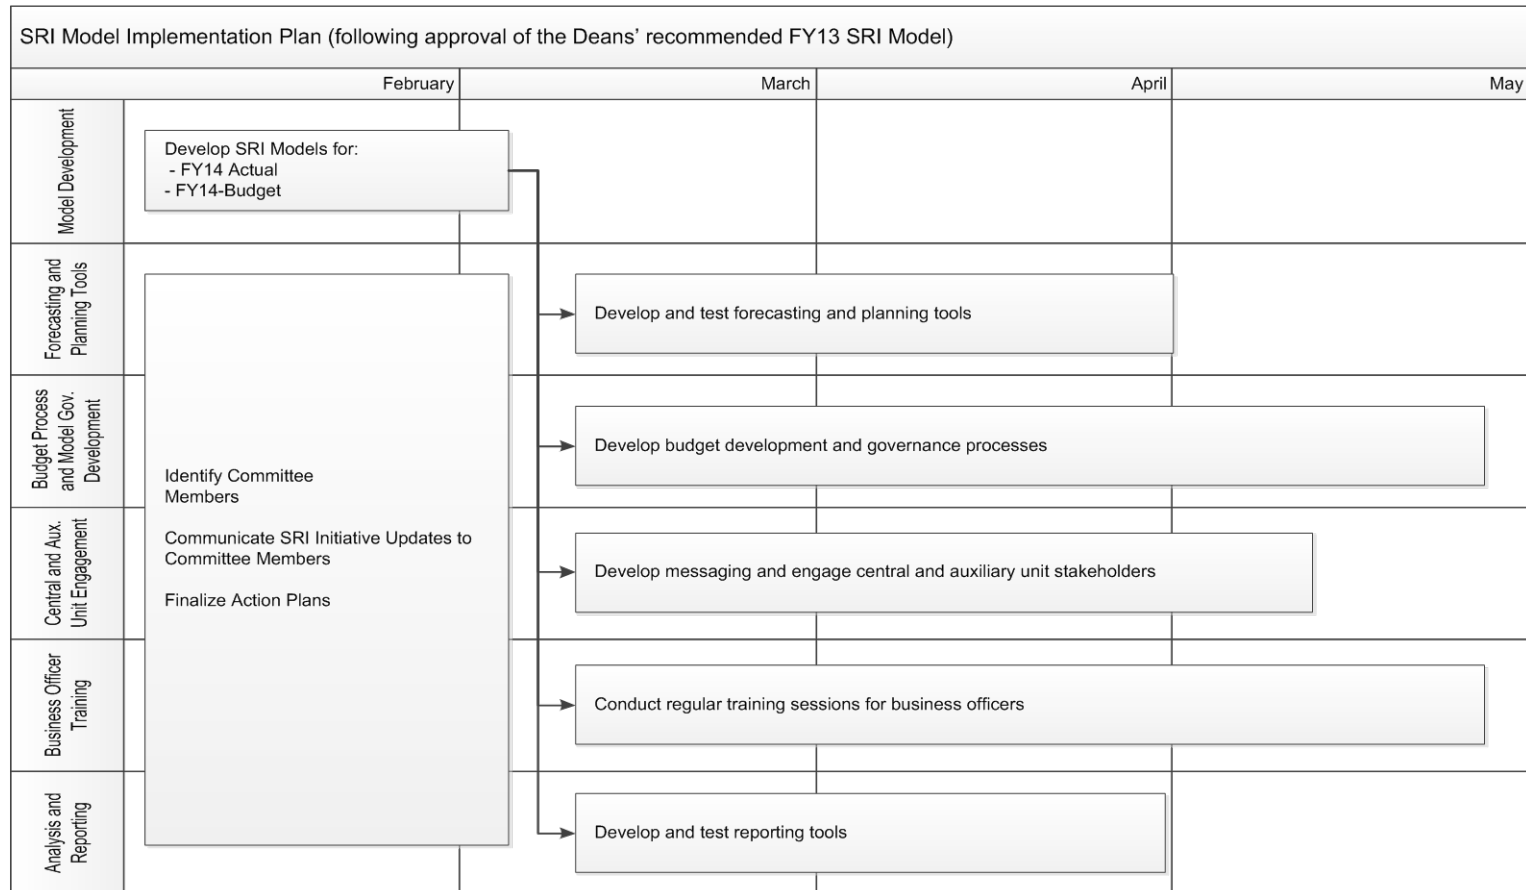 SRI Model Implementation Plan (following approval of the Deans’ recommended FY13 SRI Model)
February
March
April
May
Model Development
Develop SRI Models for:
- FY14 Actual
- FY14-Budget
Forecasting and
Planning Tools
Develop and test forecasting and planning tools
Budget Process
and Model Gov.
Development
Develop budget development and governance processes
Identify Committee
Members
Communicate SRI Initiative Updates to
Committee Members
Finalize Action Plans
Central and Aux.
Unit Engagement
Develop messaging and engage central and auxiliary unit stakeholders
Business Officer
Training
Conduct regular training sessions for business officers
Analysis and
Reporting
Develop and test reporting tools